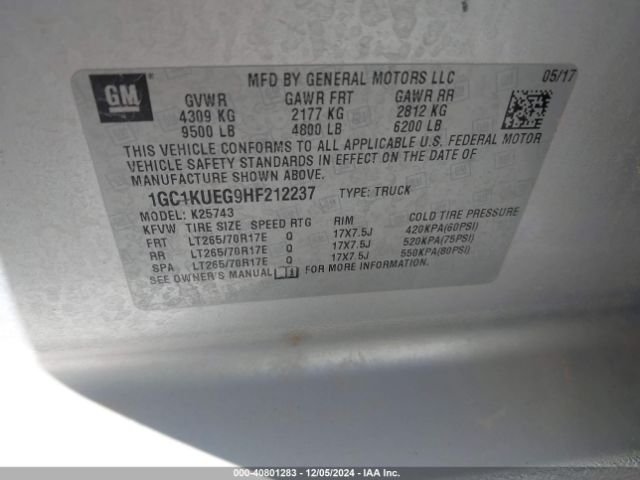 GM
MFD BY GENERAL MOTORS LLC 05/17
GVWR GAWR FRT GAWR RR
4309 KG 2177 KG 2812 KG
9500 LB 4800 LB 6200 LB
THIS VEHICLE CONFORMS TO ALL APPLICABLE U.S. FEDERAL MOTOR
VEHICLE SAFETY STANDARDS IN EFFECT ON THE DATE OF
MANUFACTURE SHOWN ABOVE.
1GC1KUEG9HF212237 TYPE: TRUCK
MODEL: K25743
KFVW TIRE SIZE SPEED RTG RIM COLD TIRE PRESSURE
FRT LT265/70R17E Q 17X7.5J 420KPA(60PSI)
RR LT265/70R17E Q 17X7.5J 520KPA(75PSI)
SPA LT265/70R17E Q 17X7.5J 550KPA(80PSI)
SEE OWNER'S MANUAL FOR MORE INFORMATION.
000-40801283 - 12/05/2024 - IAAI.COM